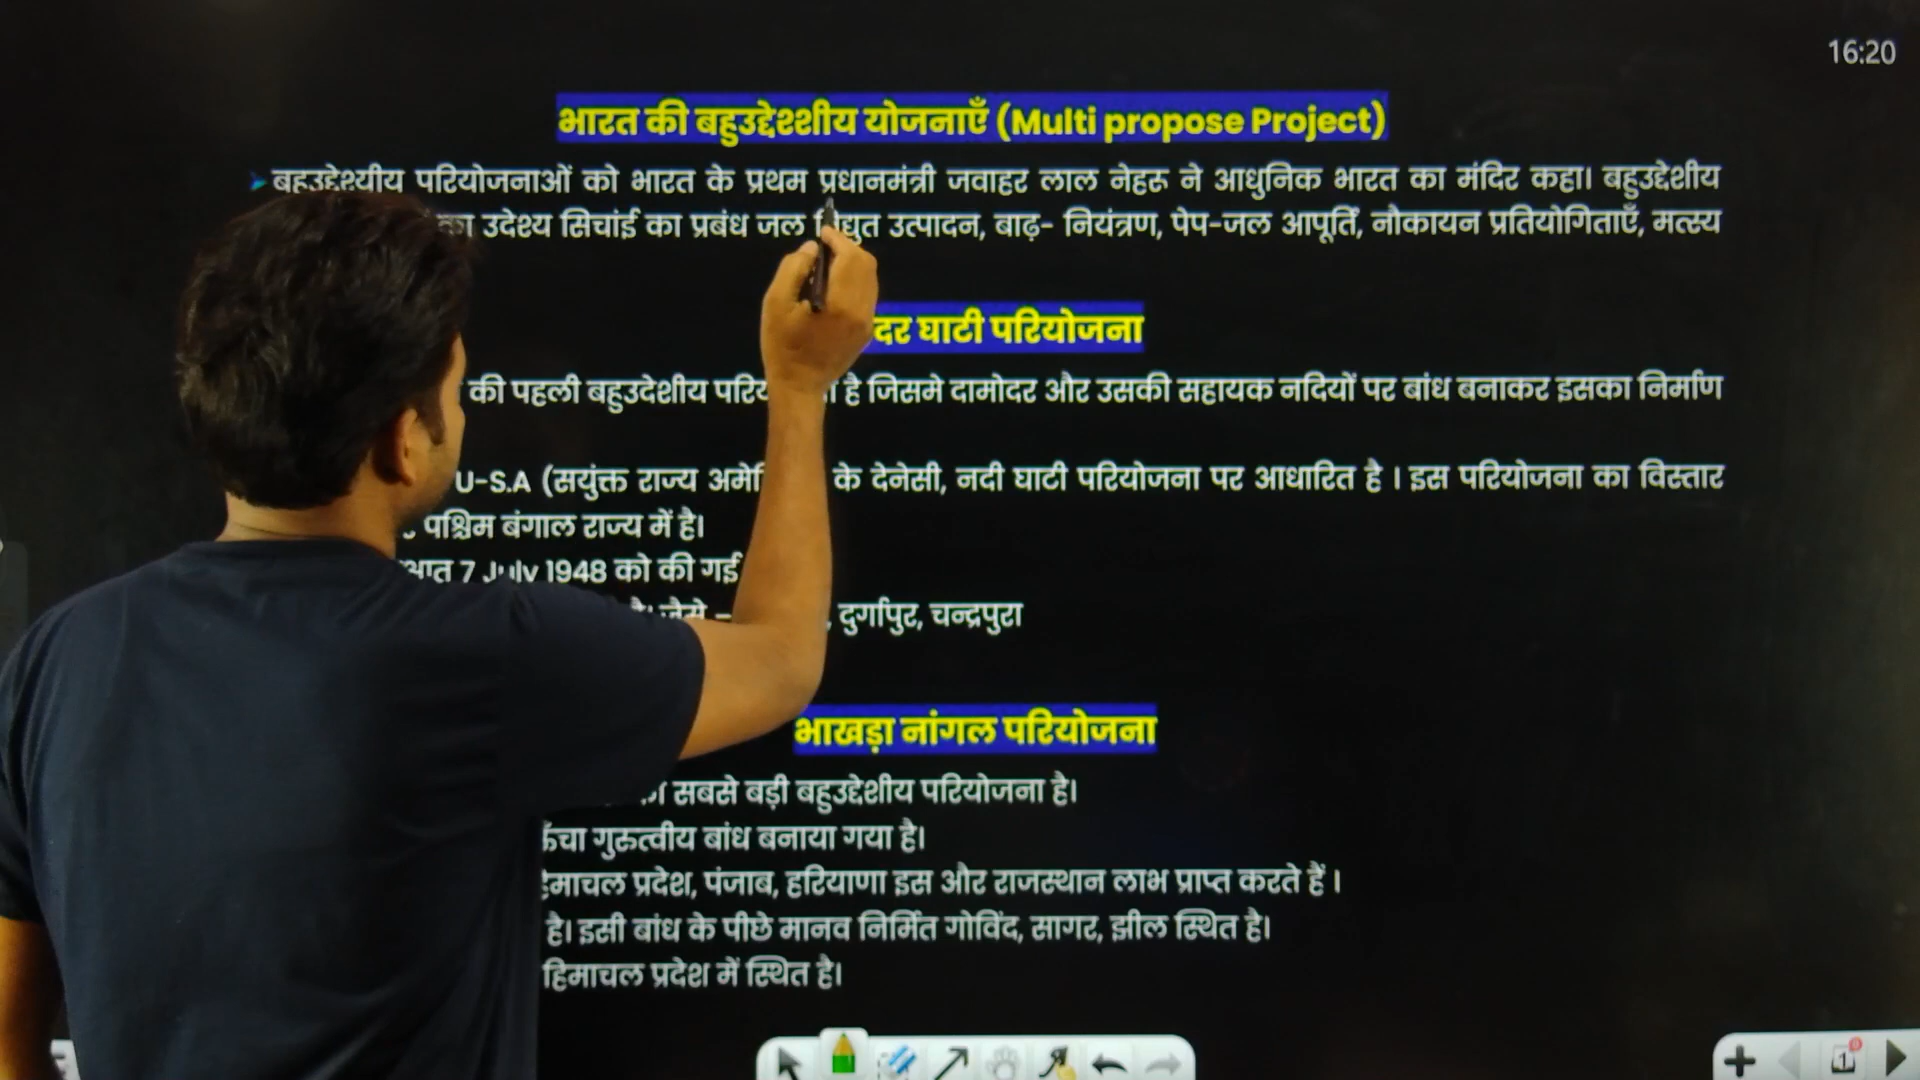 16:20
भारत की बहुउद्देश्शीय योजनाएँ (Multi propose Project)
बहुउद्देश्यीय परियोजनाओं को भारत के प्रथम प्रधानमंत्री जवाहर लाल नेहरू ने आधुनिक भारत का मंदिर कहा। बहुउद्देशीय
का उदेश्य सिचांई का प्रबंध जल विद्युत उत्पादन, बाढ़- नियंत्रण, पेप-जल आपूर्ति, नौकायन प्रतियोगिताएँ, मत्स्य
घाटी परियोजना
की पहली बहुउदेशीय है जिसमे दामोदर और उसकी सहायक नदियों पर बांध बनाकर इसका निर्माण
U-S.A (सयुंक्त राज्य के देनेसी, नदी घाटी परियोजना पर आधारित है । इस परियोजना का विस्तार
पश्चिम बंगाल राज्य में है।
7 July 1948 को की गई
है। जैसे – , दुर्गापुर, चन्द्रपुरा
भाखड़ा नांगल परियोजना
सबसे बड़ी बहुउद्देशीय परियोजना है।
गुरुत्वीय बांध बनाया गया है।
प्रदेश, पंजाब, हरियाणा इस और राजस्थान लाभ प्राप्त करते हैं ।
है। इसी बांध के पीछे मानव निर्मित गोविंद, सागर, झील स्थित है।
हिमाचल प्रदेश में स्थित है।
1